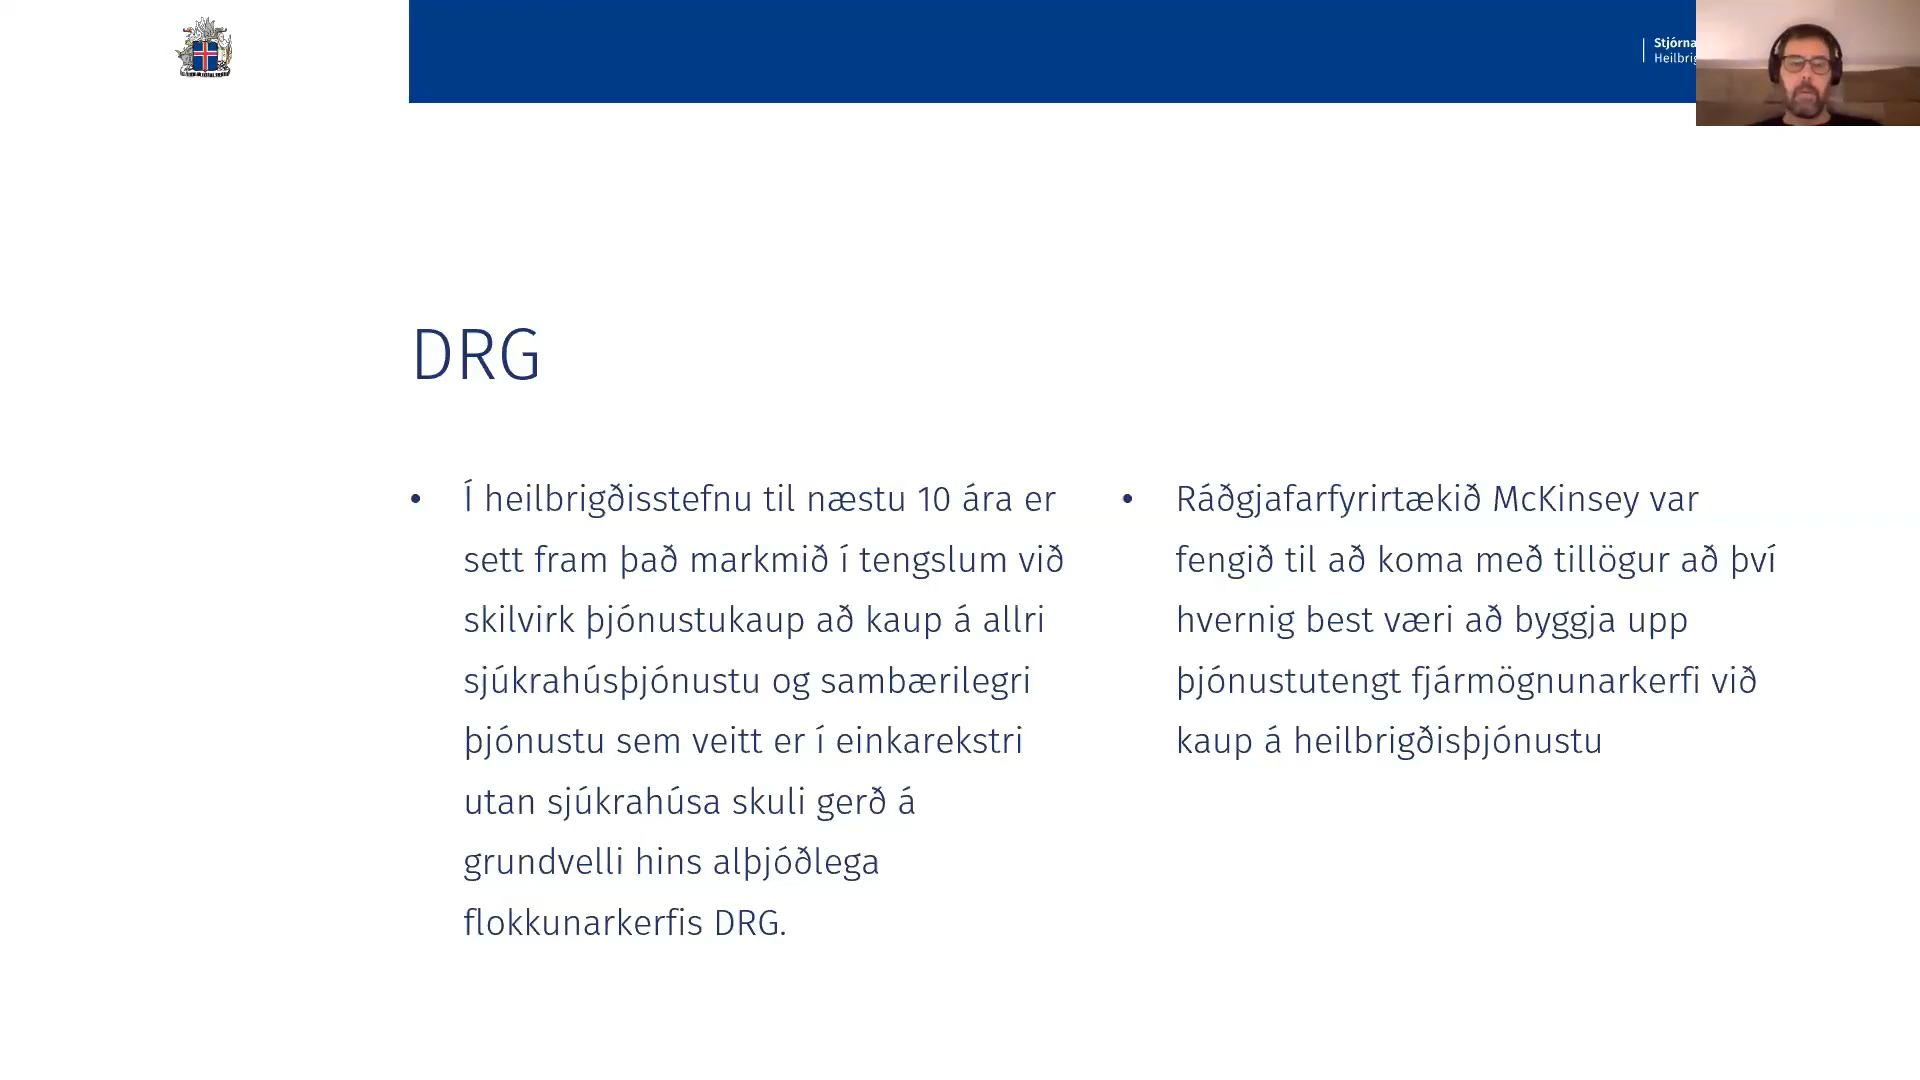 Stjórna
Heilbrig
DRG
• Í heilbrigðisstefnu til næstu 10 ára er
sett fram það markmið í tengslum við
skilvirk þjónustukaup að kaup á allri
sjúkrahúsþjónustu og sambærilegri
þjónustu sem veitt er í einkarekstri
utan sjúkrahúsa skuli gerð á
grundvelli hins alþjóðlega
flokkunarkerfis DRG.
• Ráðgjafarfyrirtækið McKinsey var
fengið til að koma með tillögur að því
hvernig best væri að byggja upp
þjónustutengt fjármögnunarkerfi við
kaup á heilbrigðisþjónustu